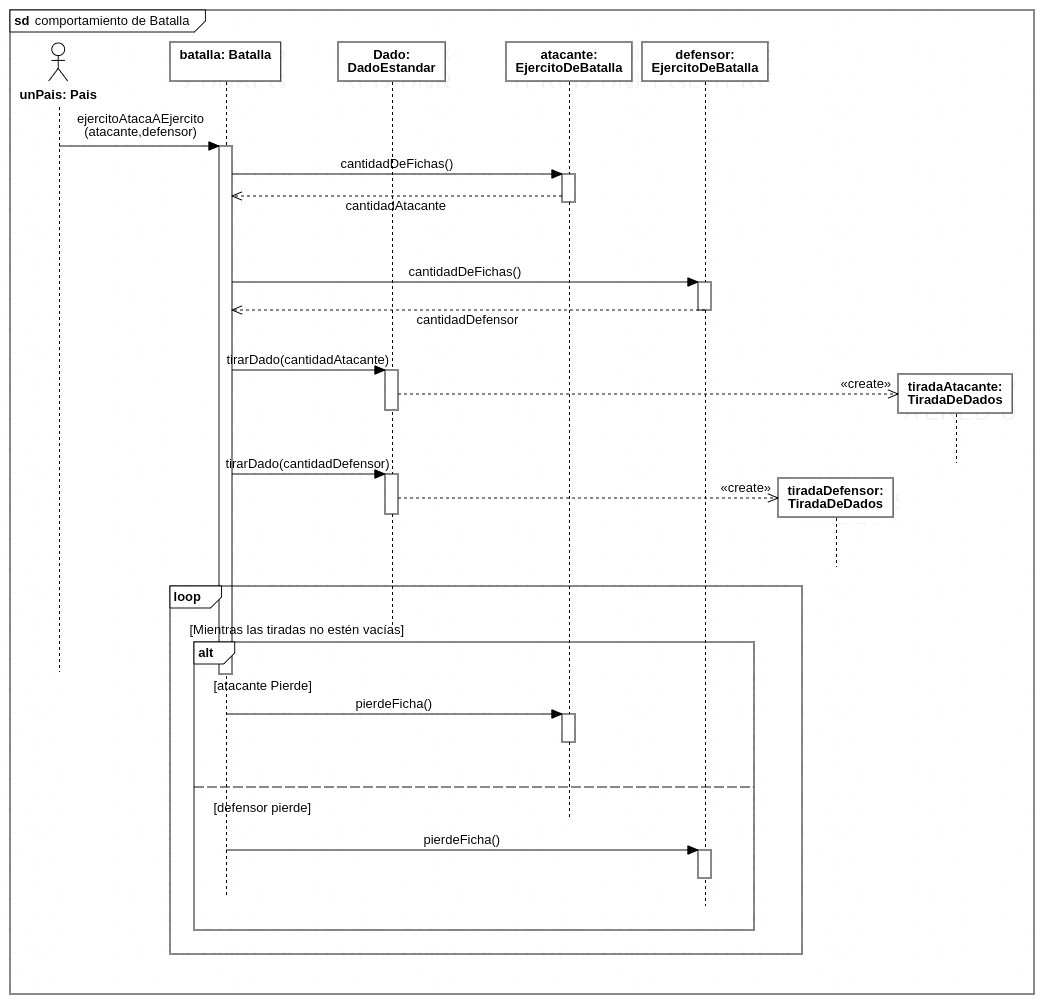 sd comportamiento de Batalla
unPais: Pais
batalla: Batalla
Dado:
DadoEstandar
atacante:
EjercitoDeBatalla
defensor:
EjercitoDeBatalla
ejercitoAtacaAEjercito
(atacante,defensor)
cantidadDeFichas()
cantidadAtacante
cantidadDeFichas()
cantidadDefensor
tirarDado(cantidadAtacante)
«create»
tiradaAtacante:
TiradaDeDados
tirarDado(cantidadDefensor)
«create»
tiradaDefensor:
TiradaDeDados
loop
[Mientras las tiradas no estén vacías]
alt
[atacante Pierde]
pierdeFicha()
[defensor pierde]
pierdeFicha()